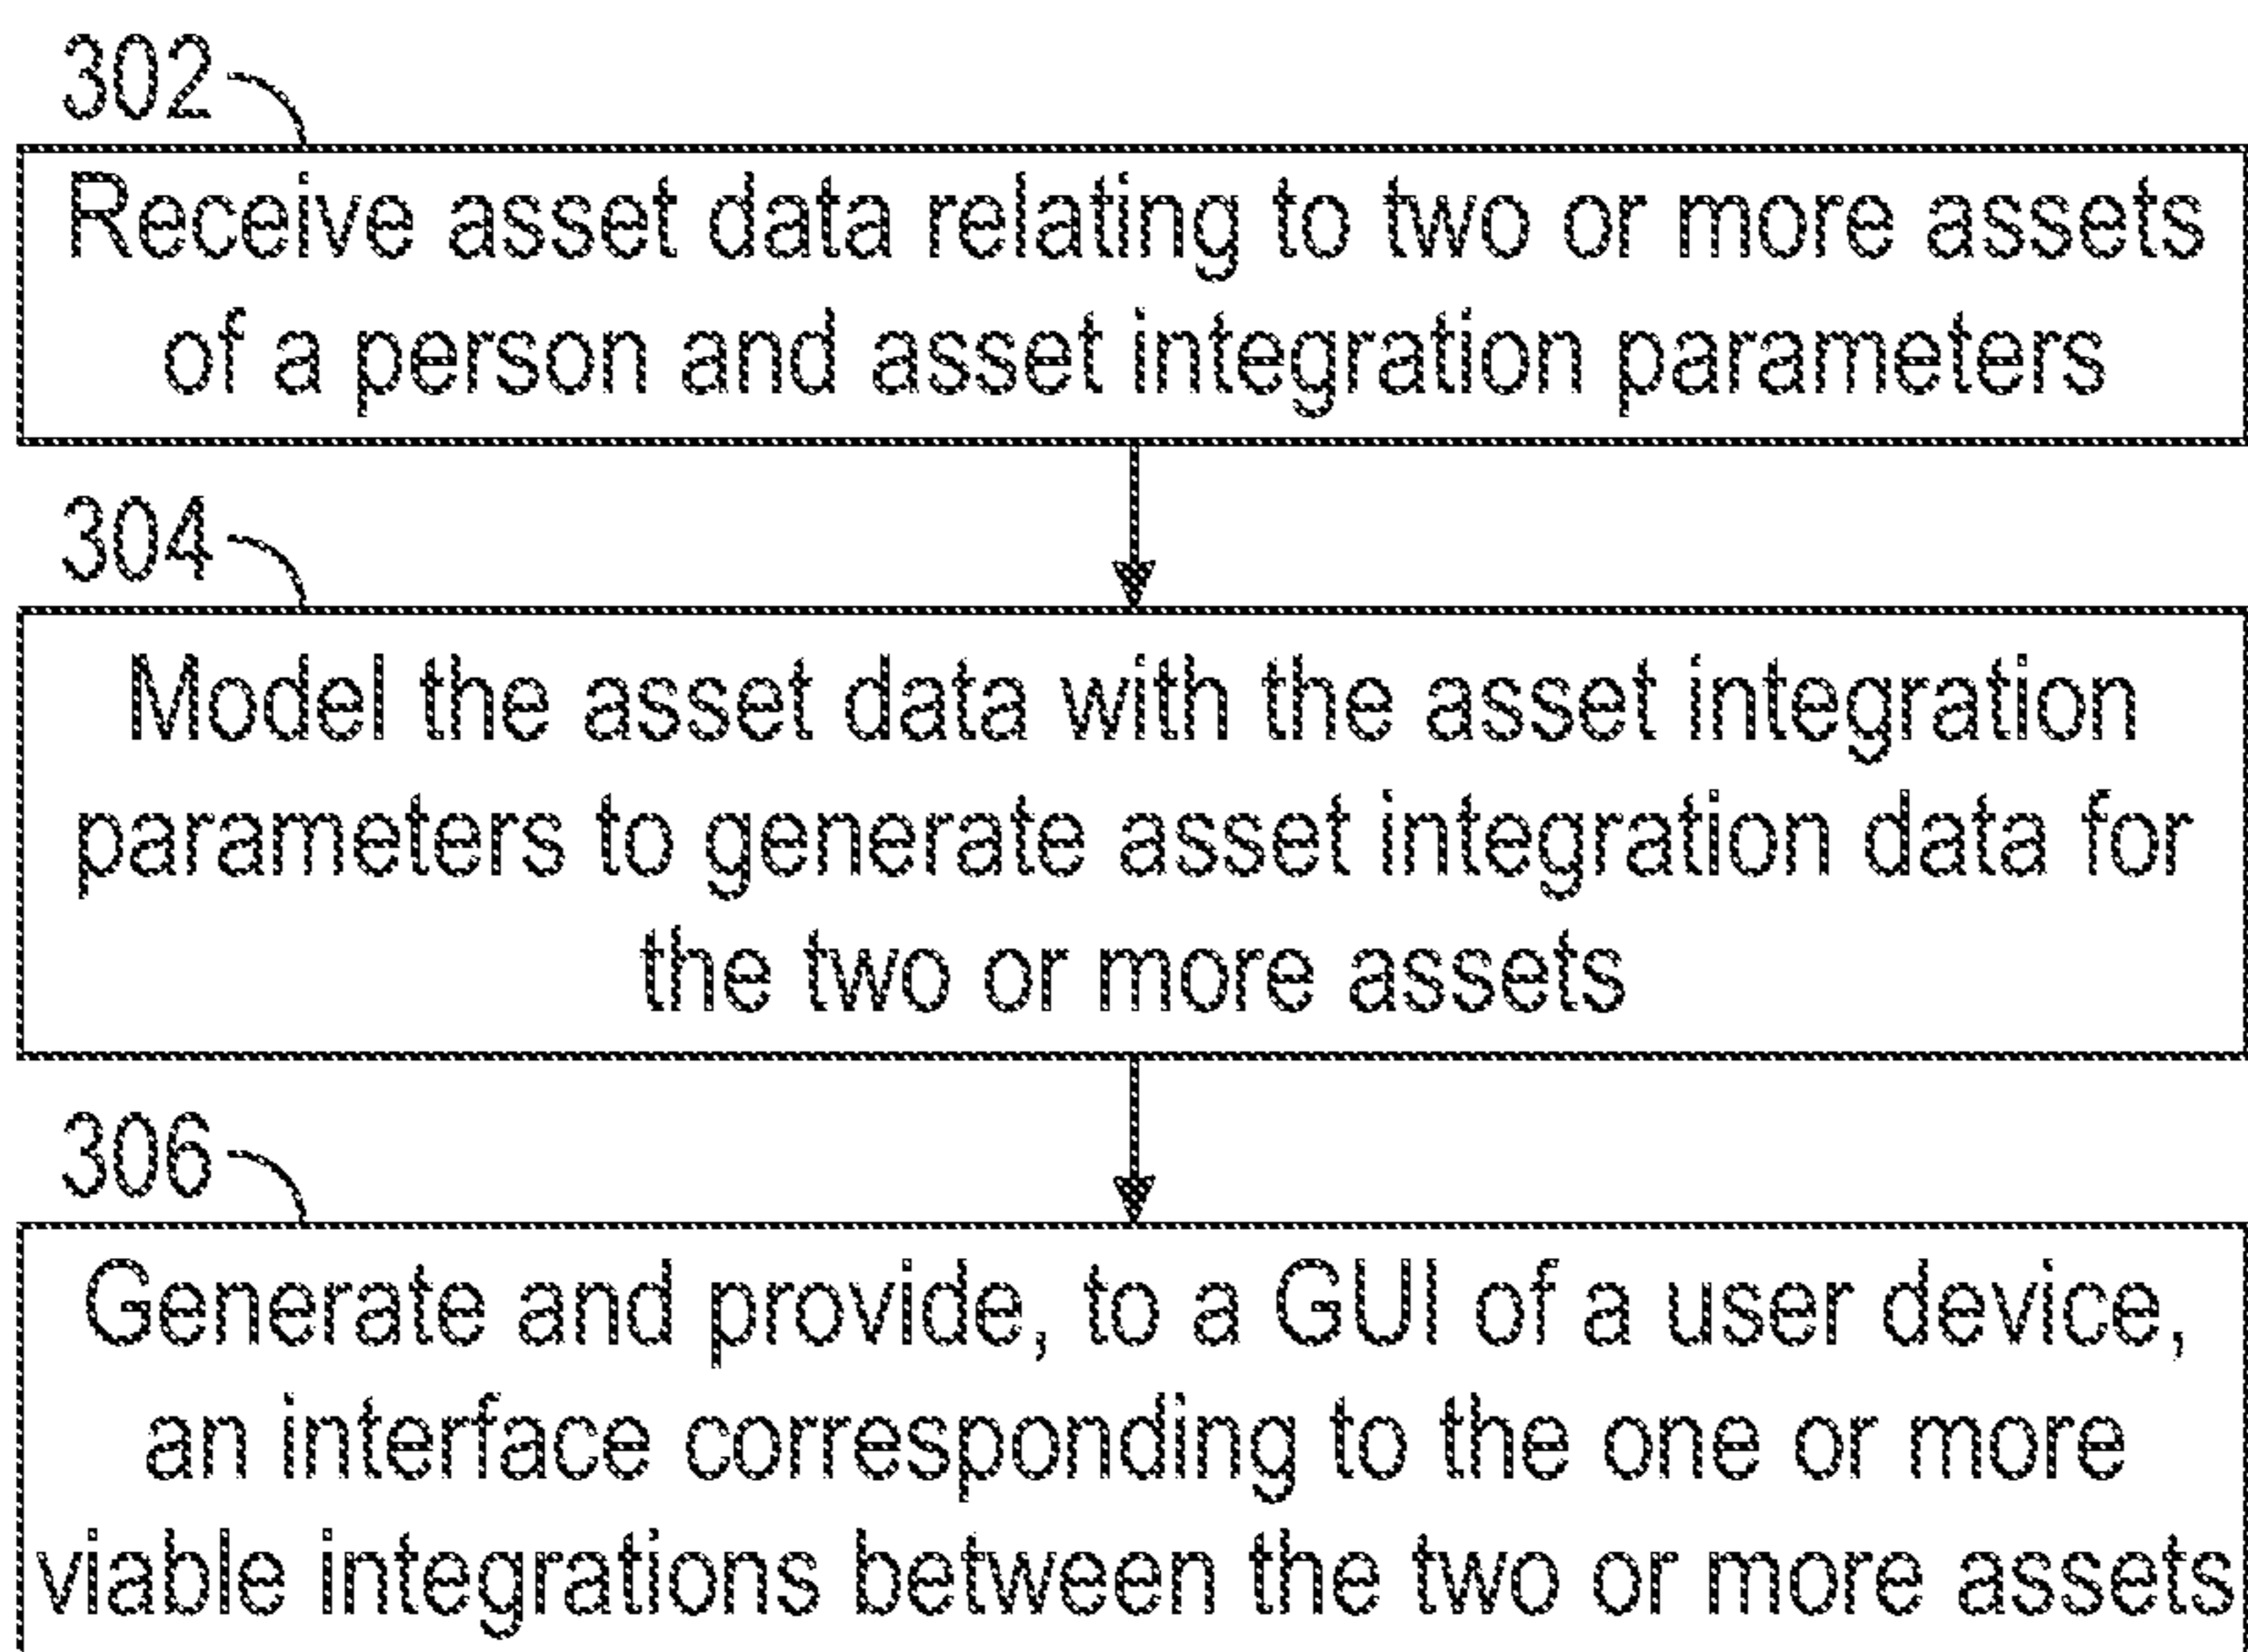 302
Receive asset data relating to two or more assets
of a person and asset integration parameters
304
Model the asset data with the asset integration
parameters to generate asset integration data for
the two or more assets
306
Generate and provide, to a GUI of a user device,
an interface corresponding to the one or more
viable integrations between the two or more assets